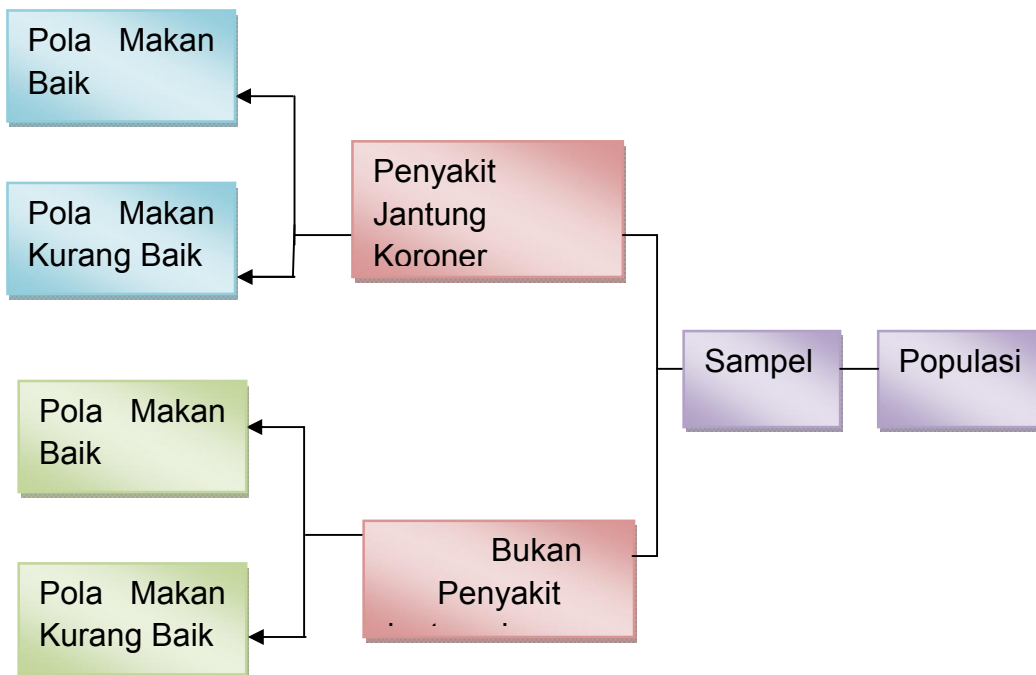 Pola Makan
Baik
Pola Makan
Kurang Baik
Penyakit
Jantung
Koroner
Sampel
Populasi
Pola Makan
Baik
Pola Makan
Kurang Baik
Bukan
Penyakit